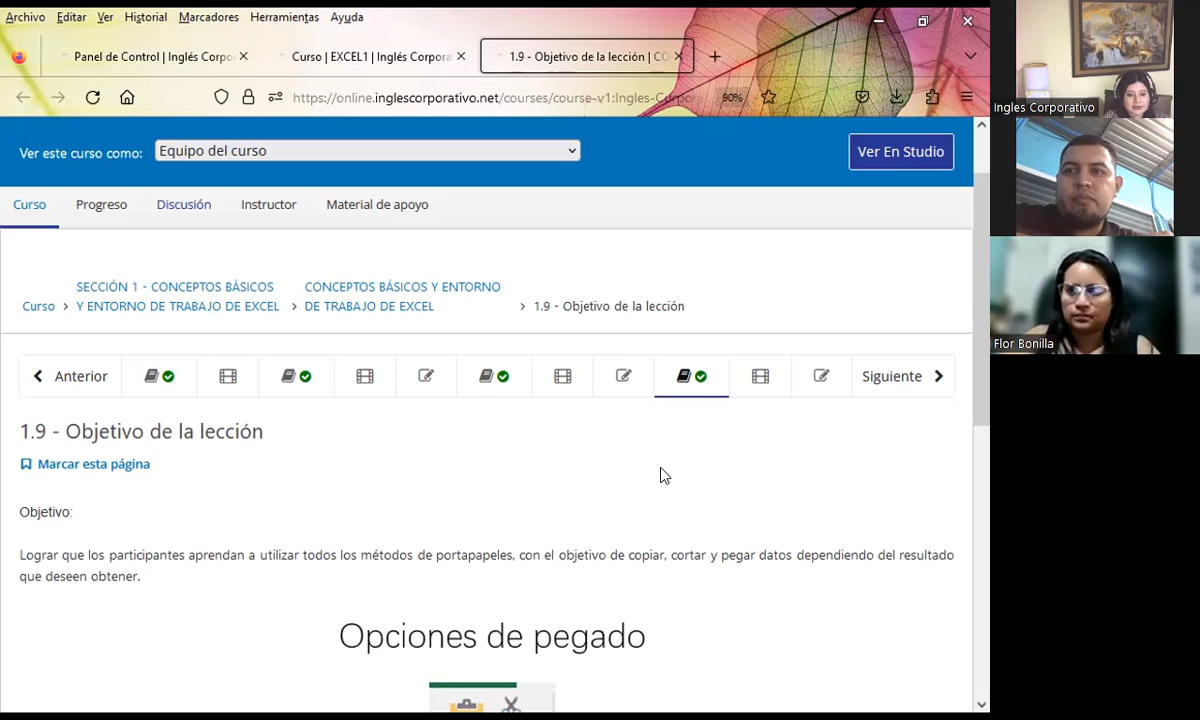 Archivo Editar Ver Historial Marcadores Herramientas Ayuda
Panel de Control | Inglés Corpo
Curso | EXCEL1 | Inglés Corpora
1.9 - Objetivo de la lección | CO
https://online.inglescorporativo.net/courses/course-v1:Ingles-Corpo
90%
Ver este curso como:
Equipo del curso
Ver En Studio
Curso Progreso Discusión Instructor Material de apoyo
Curso > SECCIÓN 1 - CONCEPTOS BÁSICOS
Y ENTORNO DE TRABAJO DE EXCEL
> CONCEPTOS BÁSICOS Y ENTORNO
DE TRABAJO DE EXCEL
> 1.9 - Objetivo de la lección
Anterior
Siguiente
1.9 - Objetivo de la lección
Marcar esta página
Objetivo:
Lograr que los participantes aprendan a utilizar todos los métodos de portapapeles, con el objetivo de copiar, cortar y pegar datos dependiendo del resultado
que deseen obtener.
Opciones de pegado
Ingles Corporativo
Flor Bonilla